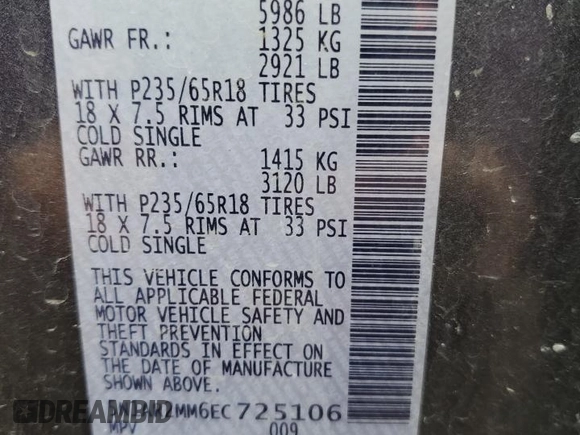 5986 LB
GAWR FR.: 1325 KG
2921 LB
WITH P235/65R18 TIRES
18 X 7.5 RIMS AT 33 PSI
COLD SINGLE
GAWR RR.: 1415 KG
3120 LB
WITH P235/65R18 TIRES
18 X 7.5 RIMS AT 33 PSI
COLD SINGLE
THIS VEHICLE CONFORMS TO
ALL APPLICABLE FEDERAL
MOTOR VEHICLE SAFETY AND
THEFT PREVENTION
STANDARDS IN EFFECT ON
THE DATE OF MANUFACTURE
SHOWN ABOVE.
MM6EC725106
MPV 009
DREAMBID